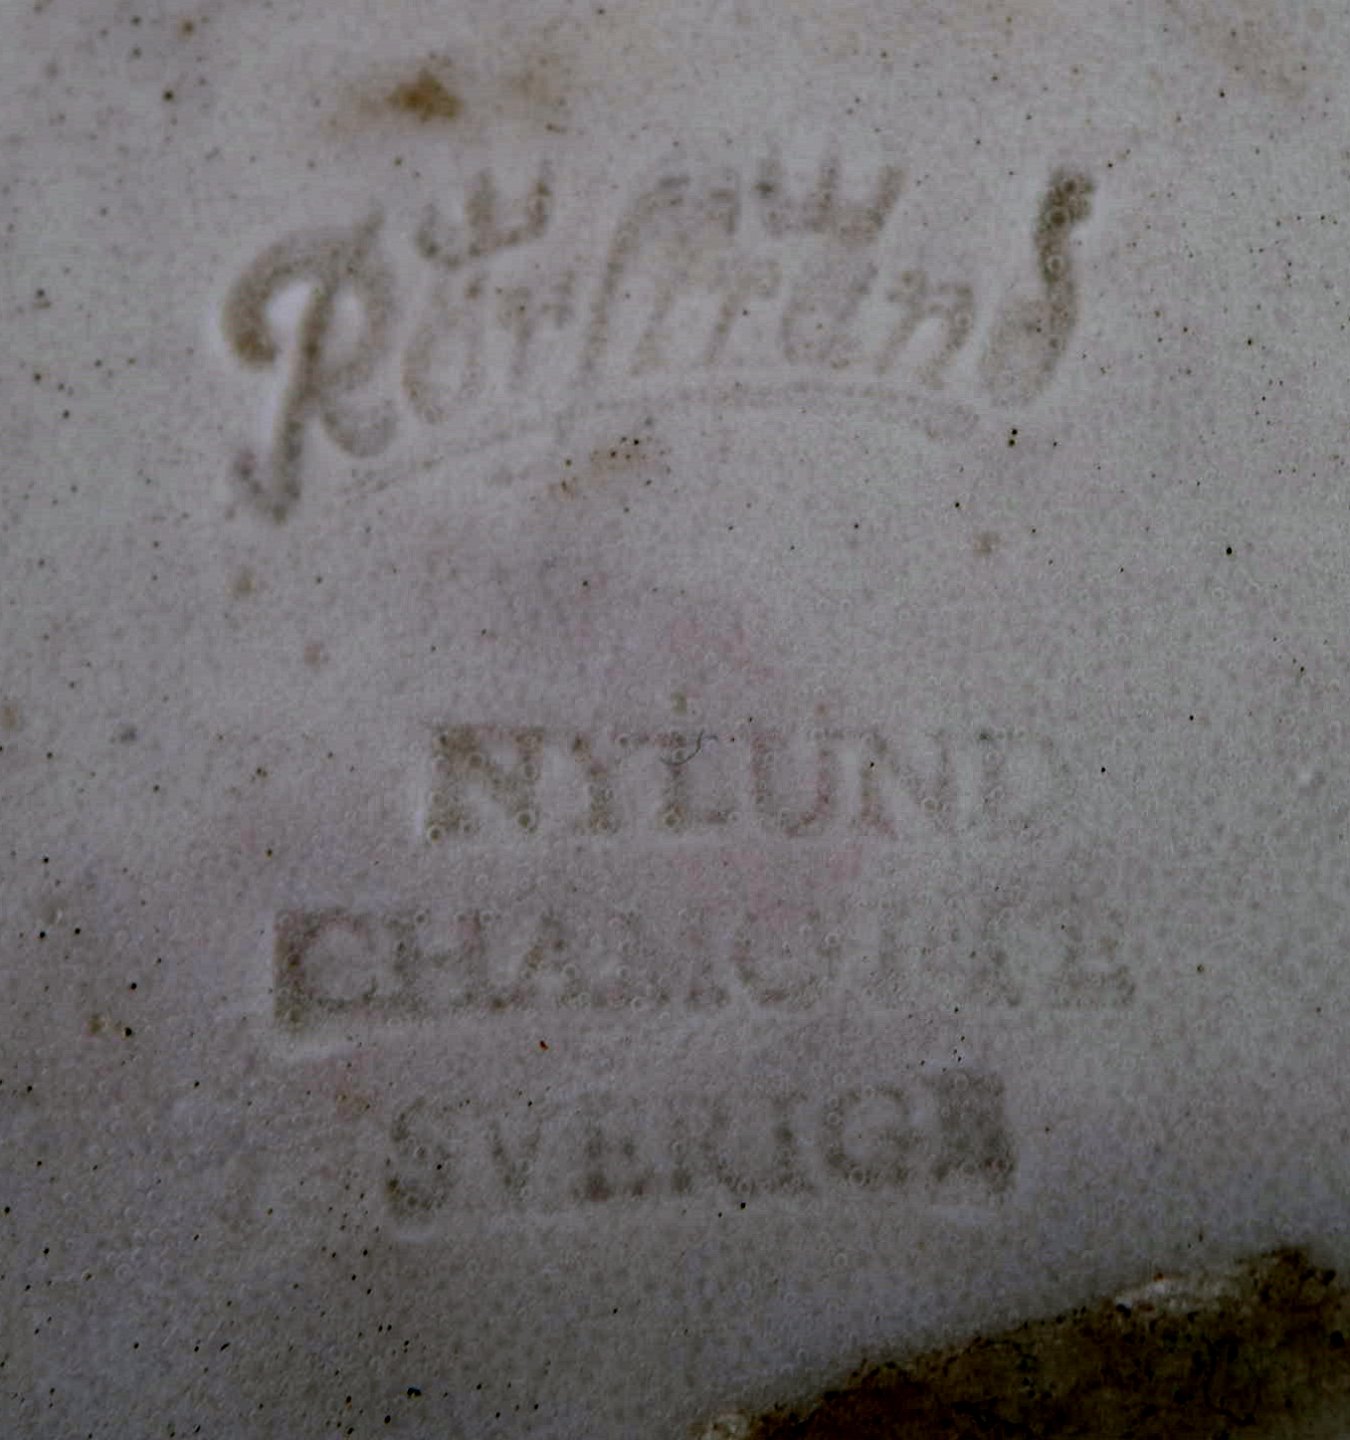 Rörstrand
NYLUND
CHAMOTTE
SVERIGE